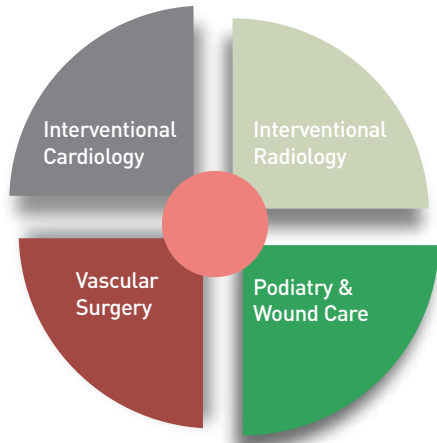 Interventional
Cardiology
Interventional
Radiology
Vascular
Surgery
Podiatry &
Wound Care